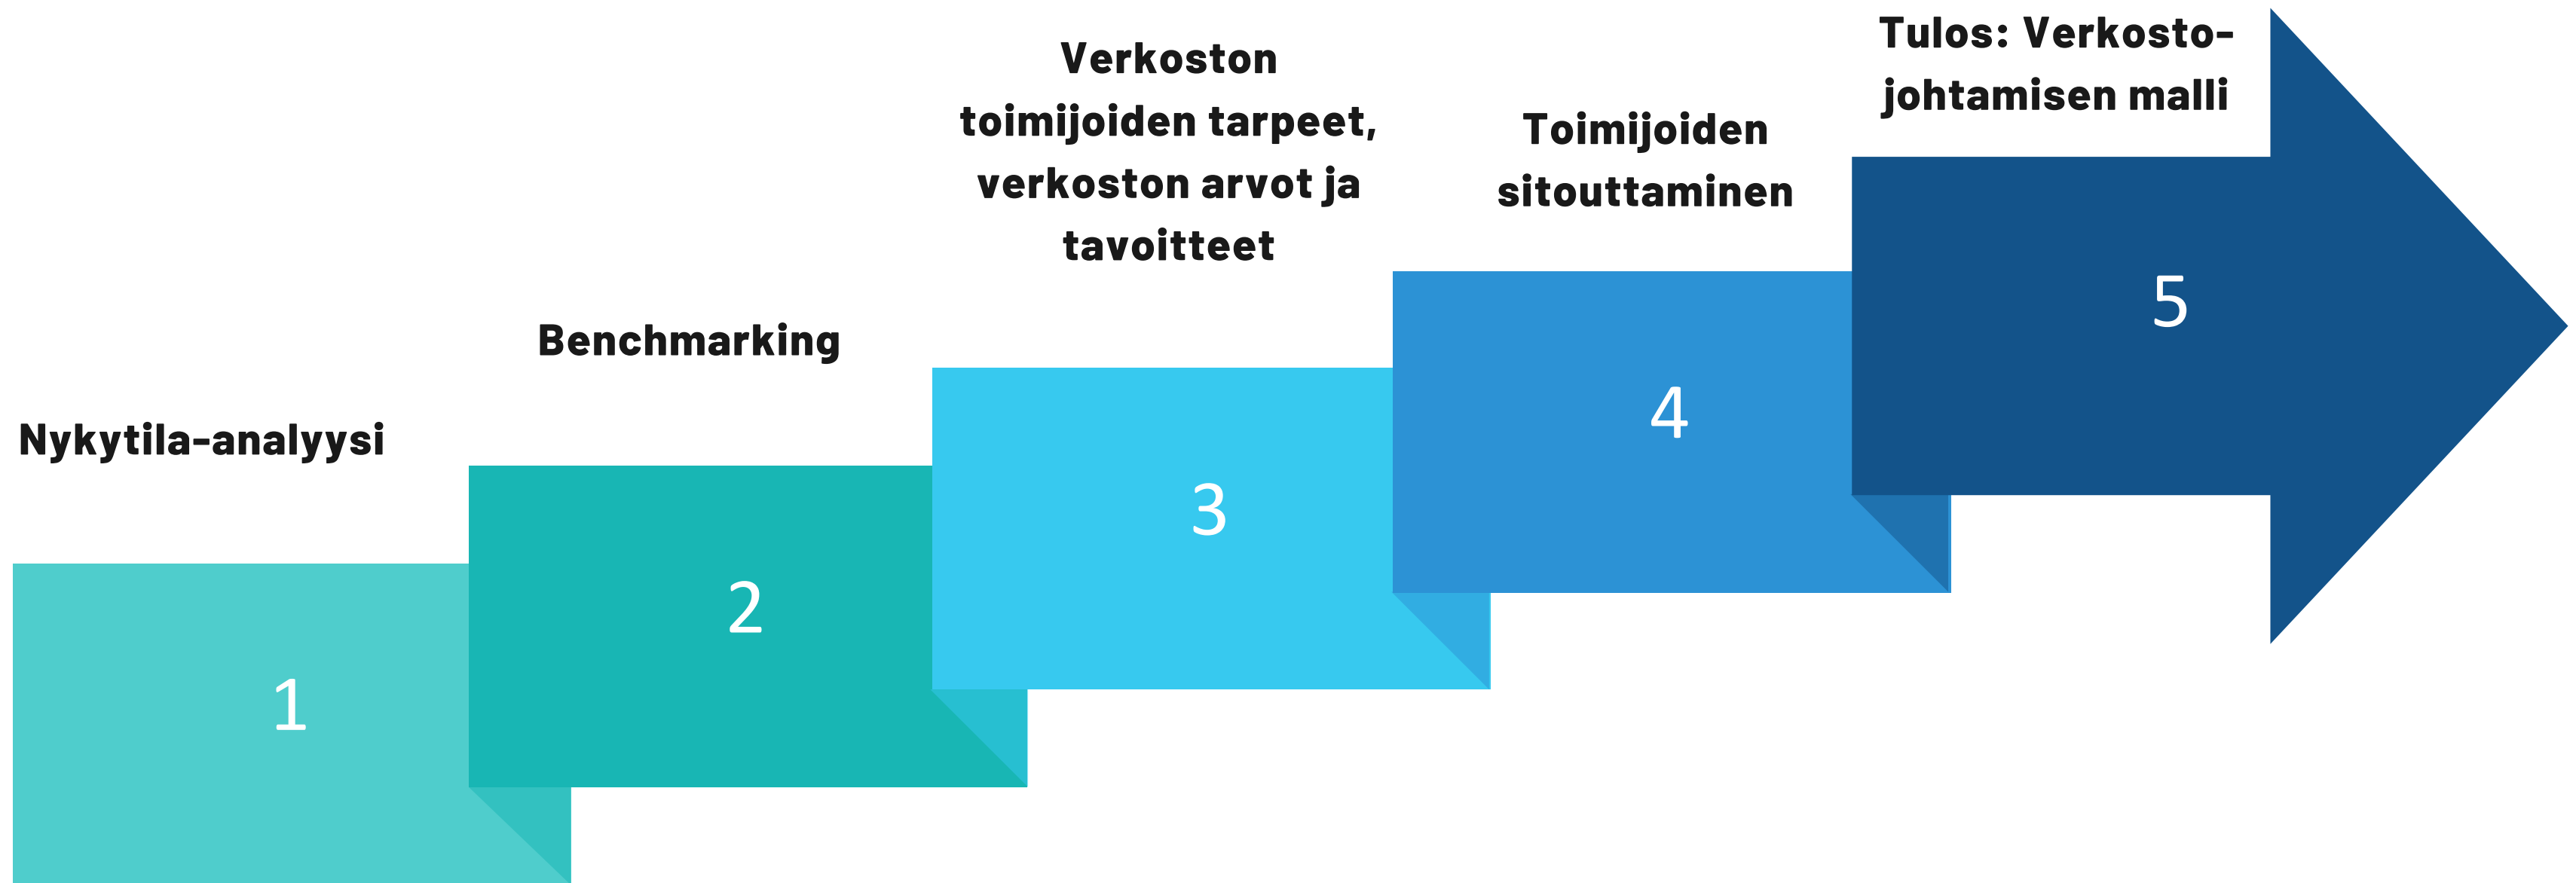 Nykytila-analyysi
1
Benchmarking
2
Verkoston
toimijoiden tarpeet,
verkoston arvot ja
tavoitteet
3
Toimijoiden
sitouttaminen
4
Tulos: Verkosto-
johtamisen malli
5